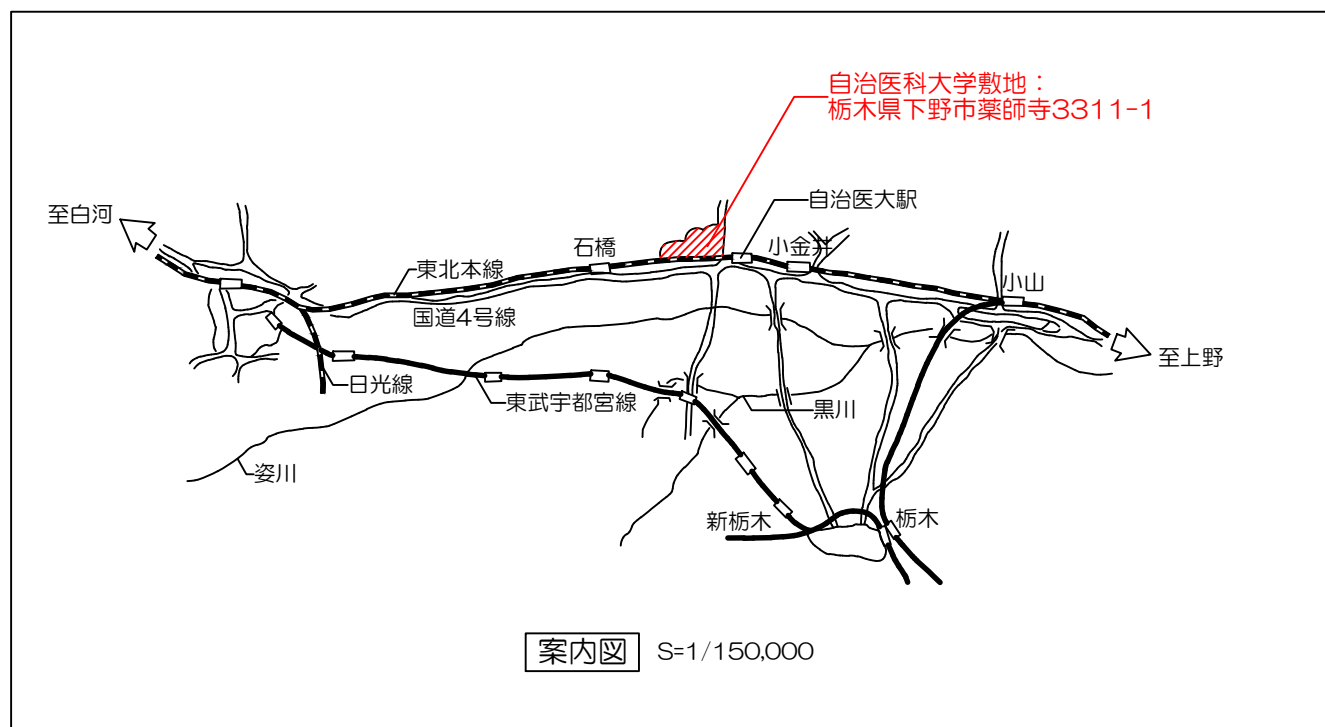 自治医科大学敷地：
栃木県下野市薬師寺3311-1
至白河
自治医大駅
石橋
小金井
東北本線
小山
国道4号線
至上野
日光線
東武宇都宮線
黒川
姿川
新栃木
栃木
案内図 S=1/150,000